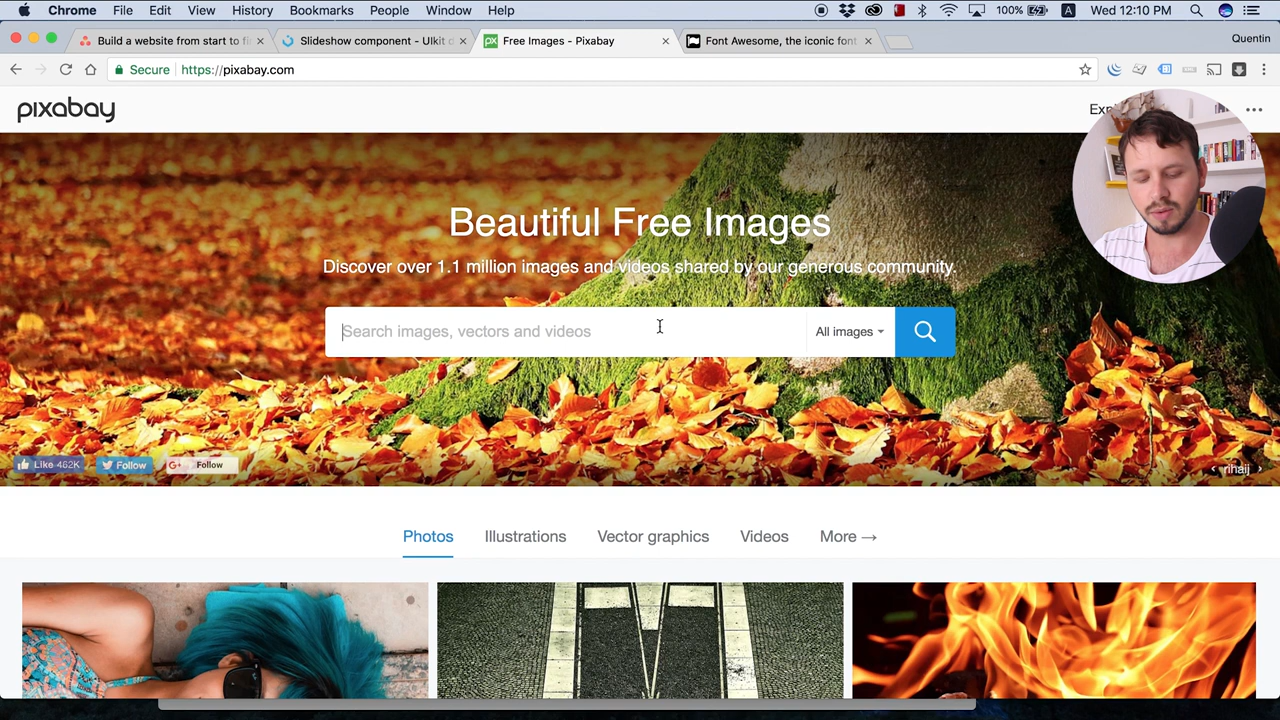 Chrome File Edit View History Bookmarks People Window Help 100% A Wed 12:10 PM
Build a website from start to fi
Slideshow component - UIkit d
px Free Images - Pixabay
Font Awesome, the iconic font
Quentin
Secure https://pixabay.com
pixabay
Beautiful Free Images
Discover over 1.1 million images and videos shared by our generous community.
Search images, vectors and videos
All images
Like 462K
Follow
G+ Follow
‹ rihaij ›
Photos Illustrations Vector graphics Videos More →